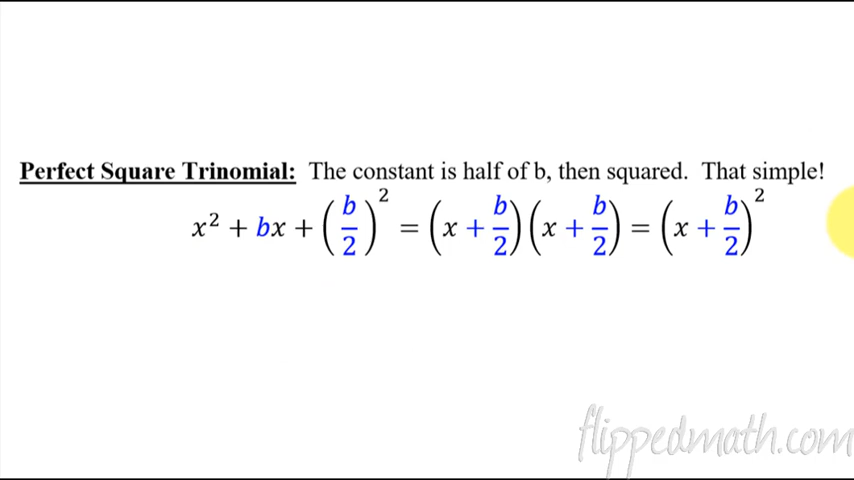 Perfect Square Trinomial: The constant is half of b, then squared. That simple!
x² + bx + (b/2)² = (x + b/2)(x + b/2) = (x + b/2)²
flippedmath.com